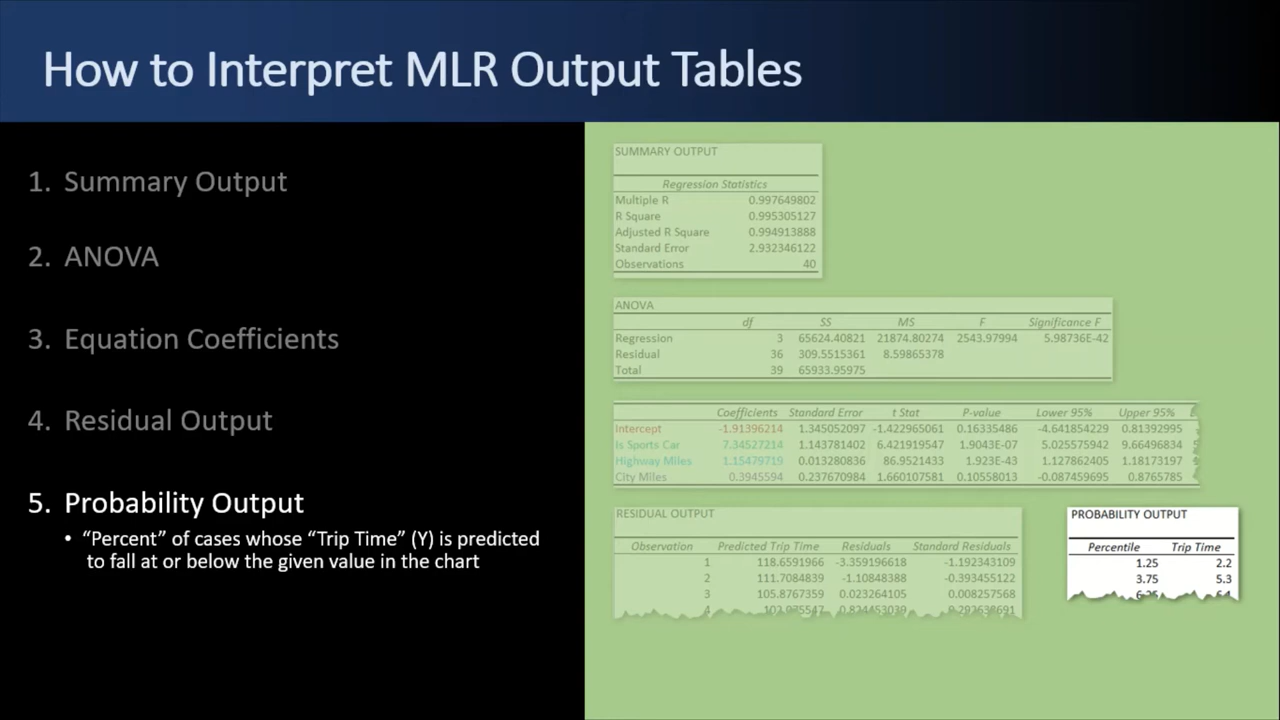 How to Interpret MLR Output Tables
1. Summary Output
2. ANOVA
3. Equation Coefficients
4. Residual Output
5. Probability Output
• “Percent” of cases whose “Trip Time” (Y) is predicted
to fall at or below the given value in the chart
SUMMARY OUTPUT
Regression Statistics
Multiple R 0.997649802
R Square 0.995305127
Adjusted R Square 0.994913888
Standard Error 2.932346122
Observations 40
ANOVA
df SS MS F Significance F
Regression 3 65624.40821 21874.80274 2543.97994 5.98736E-42
Residual 36 309.5515361 8.59865378
Total 39 65933.95975
Coefficients Standard Error t Stat P-value Lower 95% Upper 95%
Intercept -1.91396214 1.345052097 -1.422965061 0.16335486 -4.641854229 0.81392995
Is Sports Car 7.34527214 1.143781402 6.421919547 1.9043E-07 5.025575942 9.66496834
Highway Miles 1.15479719 0.013280836 86.9521433 1.923E-43 1.127862405 1.18173197
City Miles 0.3945594 0.237670984 1.660107581 0.10558013 -0.087459695 0.8765785
RESIDUAL OUTPUT
Observation Predicted Trip Time Residuals Standard Residuals
1 118.6591966 -3.359196618 -1.192343109
2 111.7084839 -1.10848388 -0.393455122
3 105.8767359 0.023264105 0.008257568
PROBABILITY OUTPUT
Percentile Trip Time
1.25 2.2
3.75 5.3